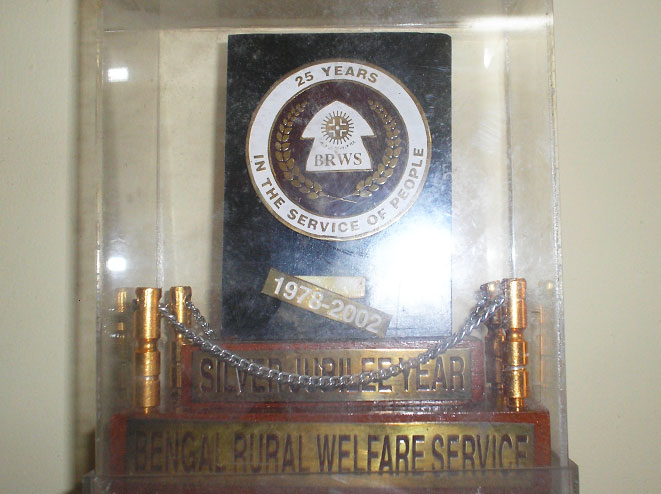 25 YEARS
BRWS
IN THE SERVICE OF PEOPLE
1978-2002
SILVER JUBILEE YEAR
BENGAL RURAL WELFARE SERVICE